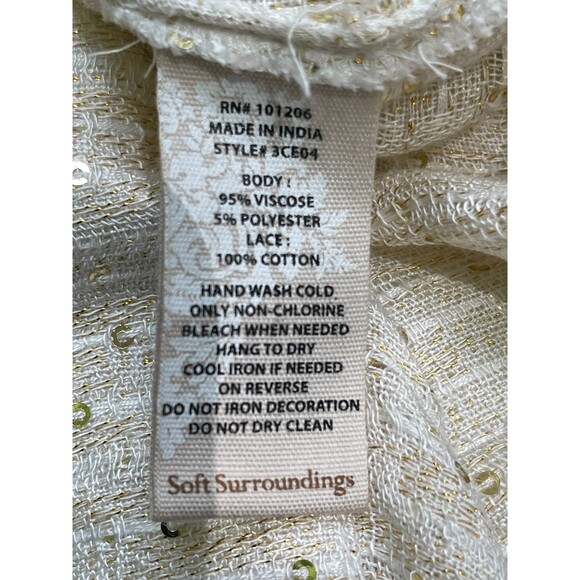 RN# 101206
MADE IN INDIA
STYLE# 3CE04
BODY :
95% VISCOSE
5% POLYESTER
LACE :
100% COTTON
HAND WASH COLD
ONLY NON-CHLORINE
BLEACH WHEN NEEDED
HANG TO DRY
COOL IRON IF NEEDED
ON REVERSE
DO NOT IRON DECORATION
DO NOT DRY CLEAN
Soft Surroundings